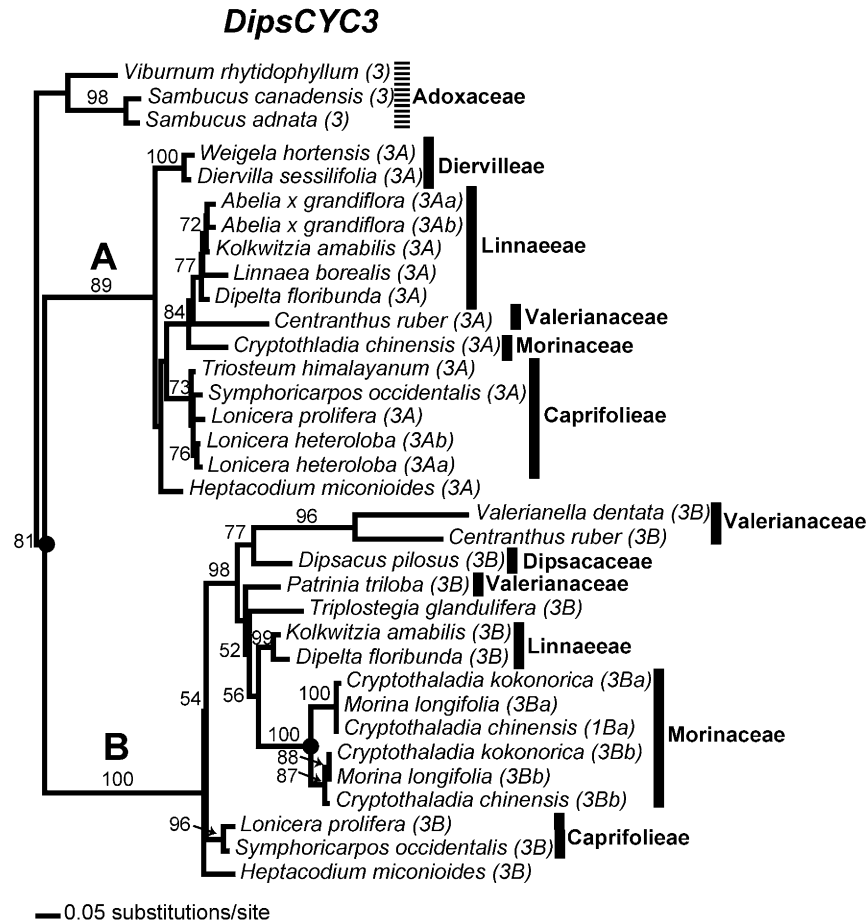 DipsCYC3
Viburnum rhytidophyllum (3)
98
Sambucus canadensis (3)
Adoxaceae
Sambucus adnata (3)
100
Weigela hortensis (3A)
Diervilleae
Diervilla sessilifolia (3A)
Abelia x grandiflora (3Aa)
72
Abelia x grandiflora (3Ab)
Kolkwitzia amabilis (3A)
Linnaeeae
A
77
Linnaea borealis (3A)
89
Dipelta floribunda (3A)
84
Centranthus ruber (3A)
Valerianaceae
Cryptothladia chinensis (3A)
Morinaceae
Triosteum himalayanum (3A)
73
Symphoricarpos occidentalis (3A)
Lonicera prolifera (3A)
Caprifolieae
76
Lonicera heteroloba (3Ab)
Lonicera heteroloba (3Aa)
Heptacodium miconioides (3A)
96
Valerianella dentata (3B)
Valerianaceae
81
77
Centranthus ruber (3B)
Dipsacus pilosus (3B)
Dipsacaceae
98
Patrinia triloba (3B)
Valerianaceae
Triplostegia glandulifera (3B)
99
Kolkwitzia amabilis (3B)
Linnaeeae
52
Dipelta floribunda (3B)
54
56
100
Cryptothaladia kokonorica (3Ba)
Morina longifolia (3Ba)
Cryptothaladia chinensis (1Ba)
Morinaceae
B
100
Cryptothaladia kokonorica (3Bb)
88
100
87
Morina longifolia (3Bb)
Cryptothaladia chinensis (3Bb)
96
Lonicera prolifera (3B)
Caprifolieae
Symphoricarpos occidentalis (3B)
Heptacodium miconioides (3B)
0.05 substitutions/site